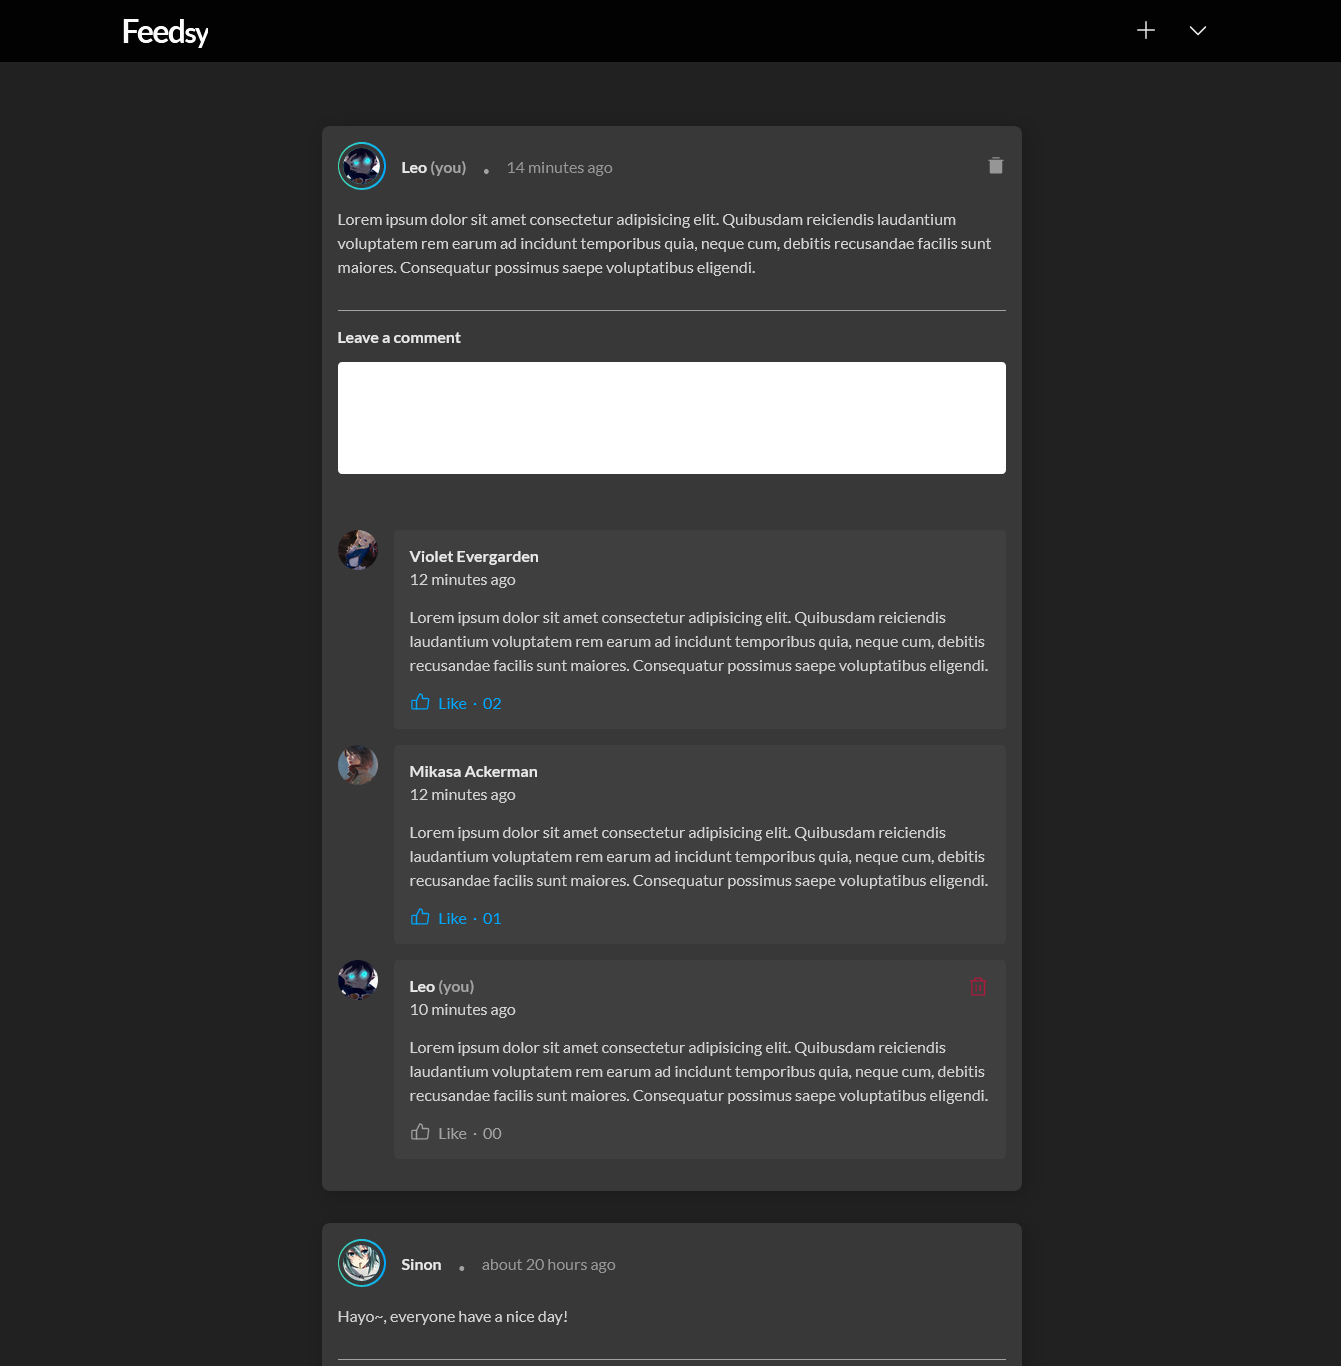 Feedsy
Leo (you) • 14 minutes ago
Lorem ipsum dolor sit amet consectetur adipisicing elit. Quibusdam reiciendis laudantium
voluptatem rem earum ad incidunt temporibus quia, neque cum, debitis recusandae facilis sunt
maiores. Consequatur possimus saepe voluptatibus eligendi.
Leave a comment
Violet Evergarden
12 minutes ago
Lorem ipsum dolor sit amet consectetur adipisicing elit. Quibusdam reiciendis
laudantium voluptatem rem earum ad incidunt temporibus quia, neque cum, debitis
recusandae facilis sunt maiores. Consequatur possimus saepe voluptatibus eligendi.
Like · 02
Mikasa Ackerman
12 minutes ago
Lorem ipsum dolor sit amet consectetur adipisicing elit. Quibusdam reiciendis
laudantium voluptatem rem earum ad incidunt temporibus quia, neque cum, debitis
recusandae facilis sunt maiores. Consequatur possimus saepe voluptatibus eligendi.
Like · 01
Leo (you)
10 minutes ago
Lorem ipsum dolor sit amet consectetur adipisicing elit. Quibusdam reiciendis
laudantium voluptatem rem earum ad incidunt temporibus quia, neque cum, debitis
recusandae facilis sunt maiores. Consequatur possimus saepe voluptatibus eligendi.
Like · 00
Sinon • about 20 hours ago
Hayo~, everyone have a nice day!